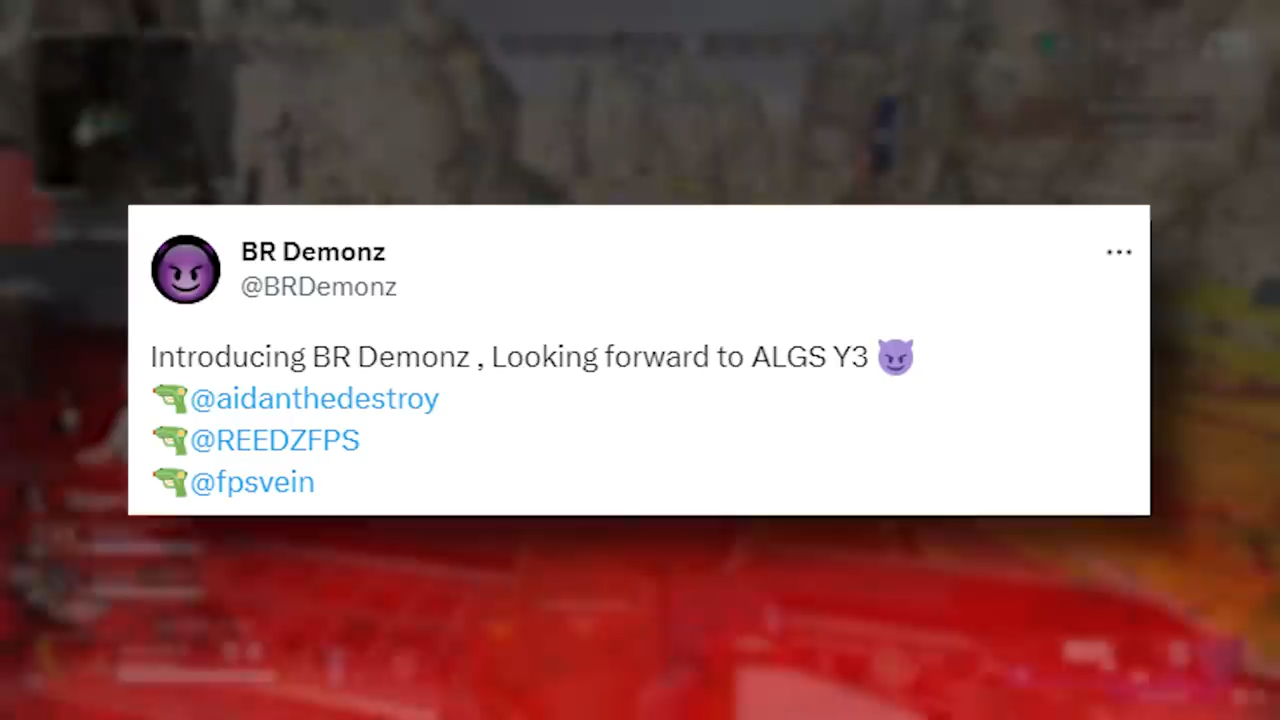 BR Demonz
@BRDemonz
Introducing BR Demonz , Looking forward to ALGS Y3 😈
🔫@aidanthedestroy
🔫@REEDZFPS
🔫@fpsvein